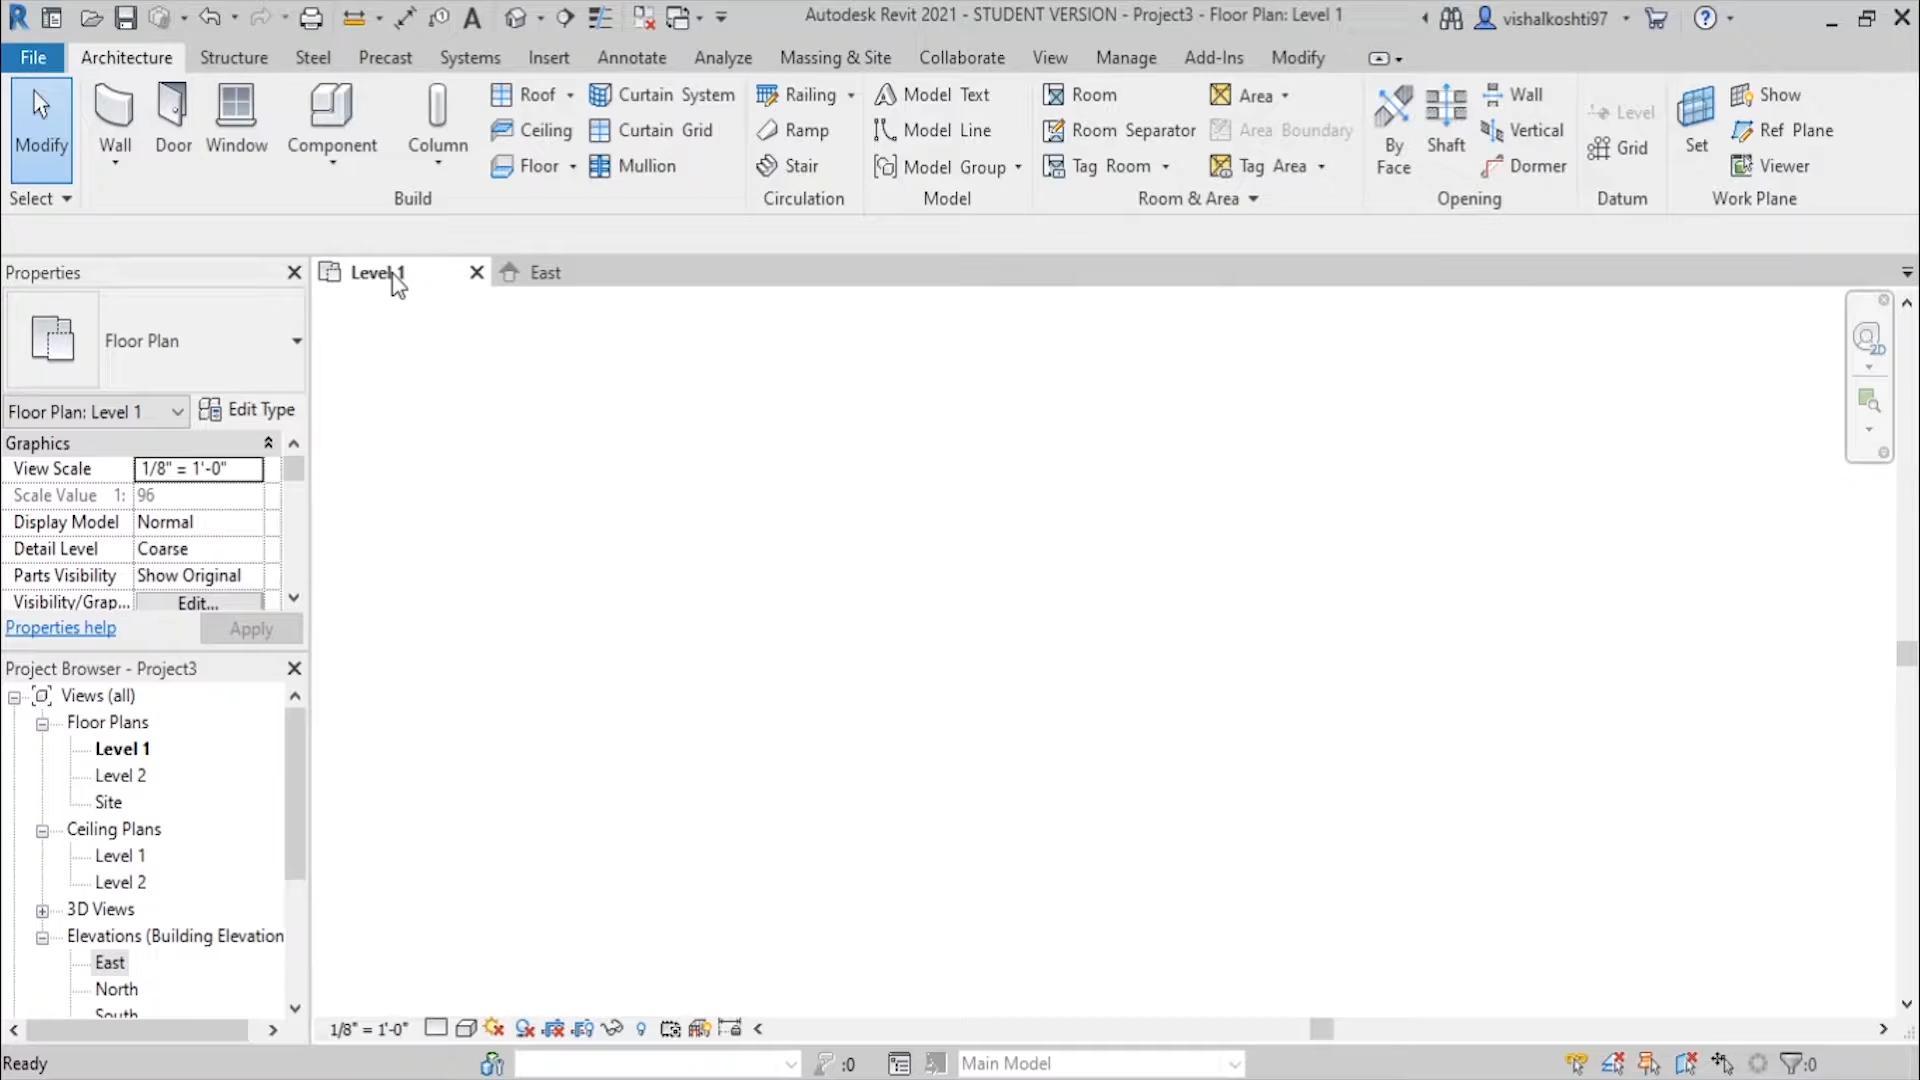 Autodesk Revit 2021 - STUDENT VERSION - Project3 - Floor Plan: Level 1
vishalkoshti97
File Architecture Structure Steel Precast Systems Insert Annotate Analyze Massing & Site Collaborate View Manage Add-Ins Modify
Modify Wall Door Window Component Column
Roof Curtain System Railing Model Text Room Area By Face Shaft Wall Level Set Show
Ceiling Curtain Grid Ramp Model Line Room Separator Area Boundary Vertical Grid Ref Plane
Floor Mullion Stair Model Group Tag Room Tag Area Dormer Viewer
Select Build Circulation Model Room & Area Opening Datum Work Plane
Properties
Level 1
East
Floor Plan
Floor Plan: Level 1 Edit Type
Graphics
View Scale 1/8" = 1'-0"
Scale Value 1: 96
Display Model Normal
Detail Level Coarse
Parts Visibility Show Original
Visibility/Grap... Edit...
Properties help Apply
2D
Project Browser - Project3
Views (all)
Floor Plans
Level 1
Level 2
Site
Ceiling Plans
Level 1
Level 2
3D Views
Elevations (Building Elevation
East
North
South
1/8" = 1'-0"
Ready :0 Main Model :0